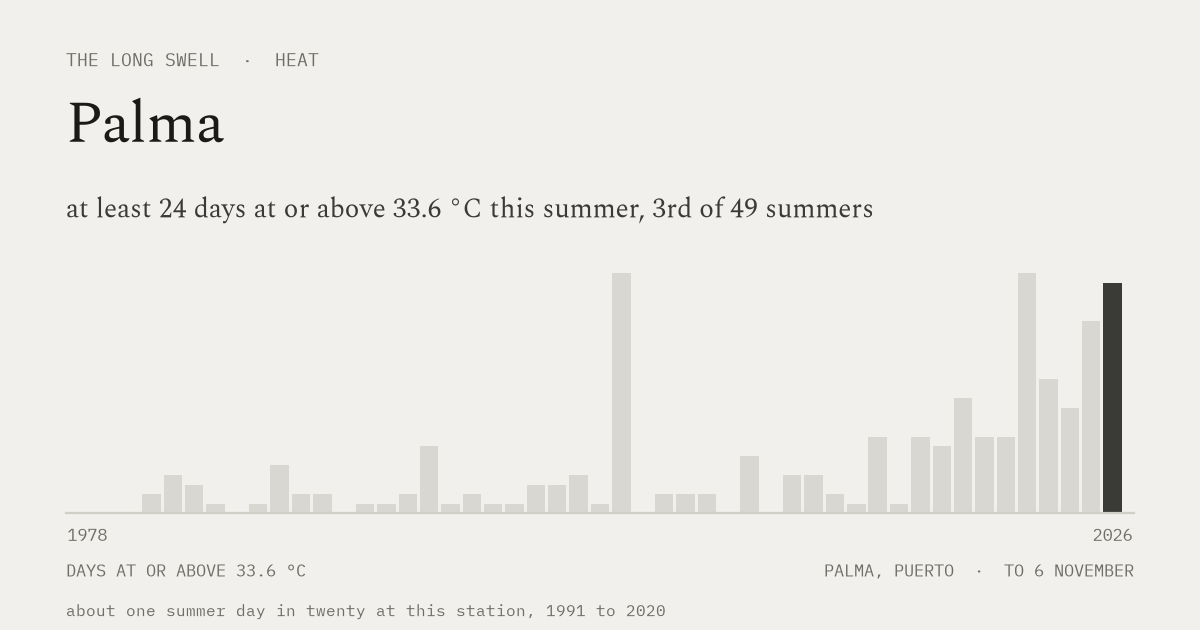 THE LONG SWELL · HEAT
Palma
at least 24 days at or above 33.6 °C this summer, 3rd of 49 summers
1978 2026
DAYS AT OR ABOVE 33.6 °C PALMA, PUERTO · TO 6 NOVEMBER
about one summer day in twenty at this station, 1991 to 2020